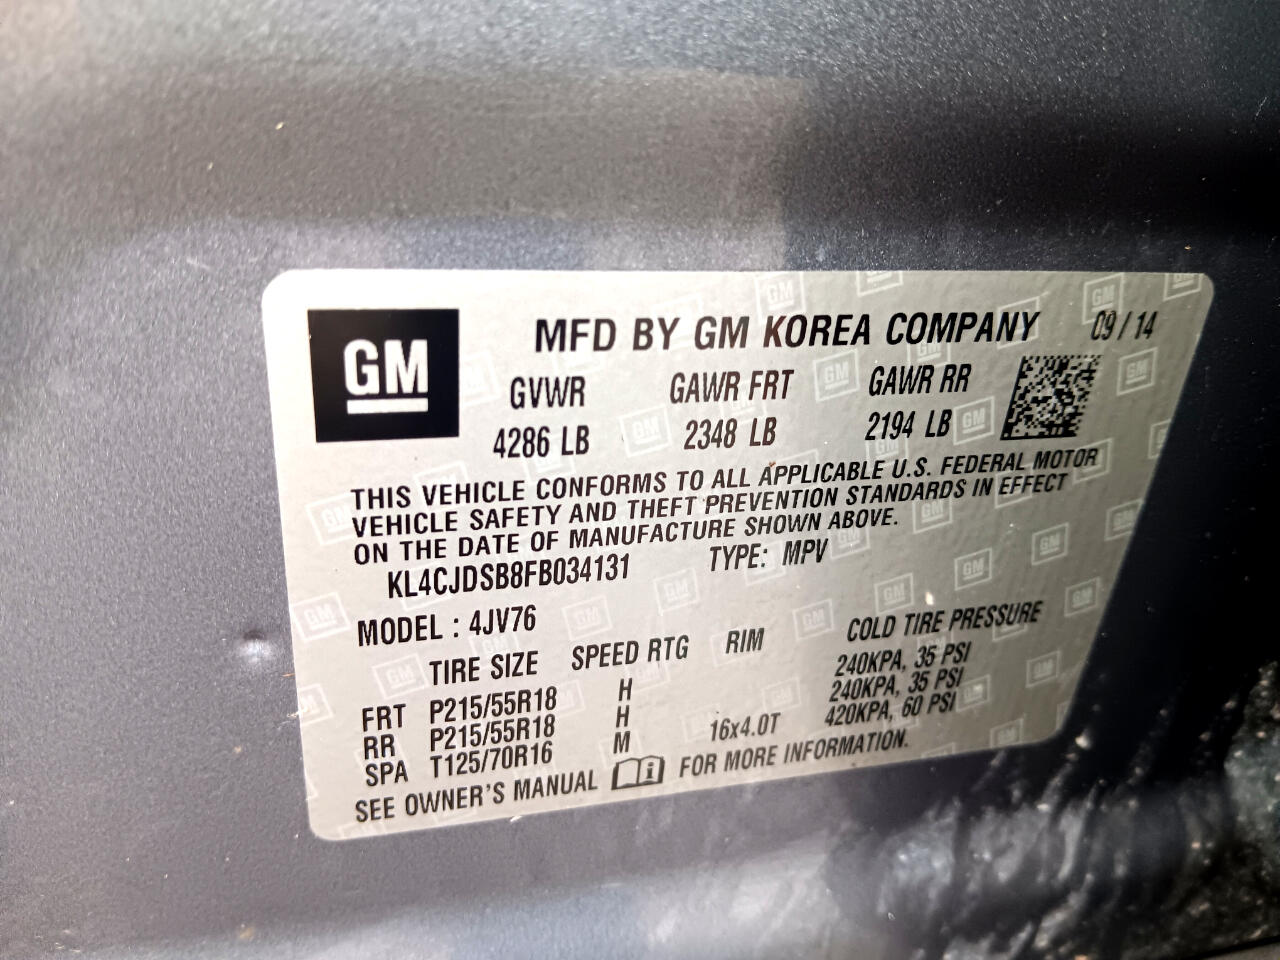 GM
MFD BY GM KOREA COMPANY 09/14
GVWR GAWR FRT GAWR RR
4286 LB 2348 LB 2194 LB
THIS VEHICLE CONFORMS TO ALL APPLICABLE U.S. FEDERAL MOTOR
VEHICLE SAFETY AND THEFT PREVENTION STANDARDS IN EFFECT
ON THE DATE OF MANUFACTURE SHOWN ABOVE.
KL4CJDSB8FB034131 TYPE: MPV
MODEL : 4JV76
TIRE SIZE SPEED RTG RIM COLD TIRE PRESSURE
FRT P215/55R18 H 240KPA, 35 PSI
RR P215/55R18 H 240KPA, 35 PSI
SPA T125/70R16 M 16x4.0T 420KPA, 60 PSI
SEE OWNER'S MANUAL i FOR MORE INFORMATION.